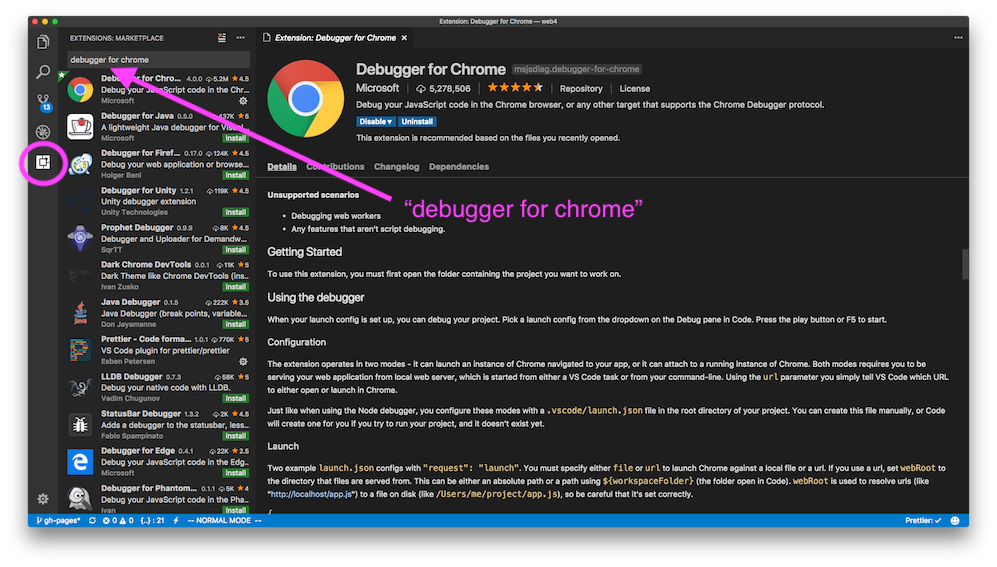 Extension: Debugger for Chrome — web4
EXTENSIONS: MARKETPLACE
debugger for chrome
Debugger for Chro... 4.0.0 5.2M 4.5
Debug your JavaScript code in the Chr...
Microsoft
Debugger for Java 0.5.0 437K 5
A lightweight Java debugger for Visual
Microsoft Install
Debugger for Firef... 0.17.0 124K 4.5
Debug your web application or browse...
Holger Benl Install
Debugger for Unity 1.2.1 119K 4.5
Unity debugger extension
Unity Technologies Install
Prophet Debugger 0.9.9 8K 4.5
Debugger and Uploader for Demandw...
SqrTT Install
Dark Chrome DevTools 0.0.1 11K 5
Dark Theme like Chrome DevTools (ins...
Ivan Zusko Install
Java Debugger 0.1.5 222K 3.5
Java Debugger (break points, variable...
Don Jayamanne Install
Prettier - Code forma... 1.0.1 770K 5
VS Code plugin for prettier/prettier
Esben Petersen
LLDB Debugger 0.7.3 58K 5
Debug your native code with LLDB.
Vadim Chugunov Install
StatusBar Debugger 1.3.2 2K 4.5
Adds a debugger to the statusbar, less...
Fabio Spampinato Install
Debugger for Edge 0.4.1 22K 2.5
Debug your JavaScript code in the Edg...
Microsoft Install
Debugger for Phantom... 0.1.1 5K 4
Debug your JavaScript code in the Pha...
Ivan Install
13
Extension: Debugger for Chrome
Debugger for Chrome msjsdiag.debugger-for-chrome
Microsoft 5,278,506 Repository License
Debug your JavaScript code in the Chrome browser, or any other target that supports the Chrome Debugger protocol.
Disable Uninstall
This extension is recommended based on the files you recently opened.
Details Contributions Changelog Dependencies
Unsupported scenarios
• Debugging web workers
• Any features that aren't script debugging.
“debugger for chrome”
Getting Started
To use this extension, you must first open the folder containing the project you want to work on.
Using the debugger
When your launch config is set up, you can debug your project. Pick a launch config from the dropdown on the Debug pane in Code. Press the play button or F5 to start.
Configuration
The extension operates in two modes - it can launch an instance of Chrome navigated to your app, or it can attach to a running instance of Chrome. Both modes requires you to be
serving your web application from local web server, which is started from either a VS Code task or from your command-line. Using the url parameter you simply tell VS Code which URL
to either open or launch in Chrome.
Just like when using the Node debugger, you configure these modes with a .vscode/launch.json file in the root directory of your project. You can create this file manually, or Code
will create one for you if you try to run your project, and it doesn't exist yet.
Launch
Two example launch.json configs with "request": "launch". You must specify either file or url to launch Chrome against a local file or a url. If you use a url, set webRoot to
the directory that files are served from. This can be either an absolute path or a path using ${workspaceFolder} (the folder open in Code). webRoot is used to resolve urls (like
"http://localhost/app.js") to a file on disk (like /Users/me/project/app.js), so be careful that it's set correctly.
{
gh-pages* 0 0 {..} : 21 -- NORMAL MODE -- Prettier: ✓